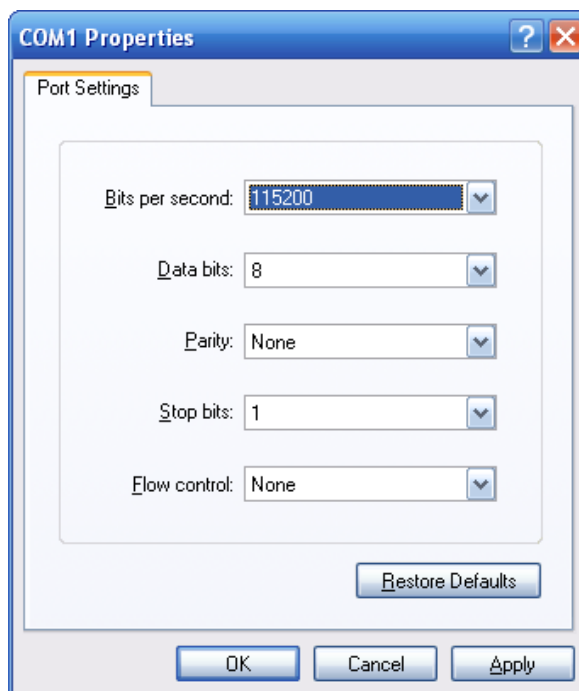 COM1 Properties
Port Settings
Bits per second: 115200
Data bits: 8
Parity: None
Stop bits: 1
Flow control: None
Restore Defaults
OK Cancel Apply